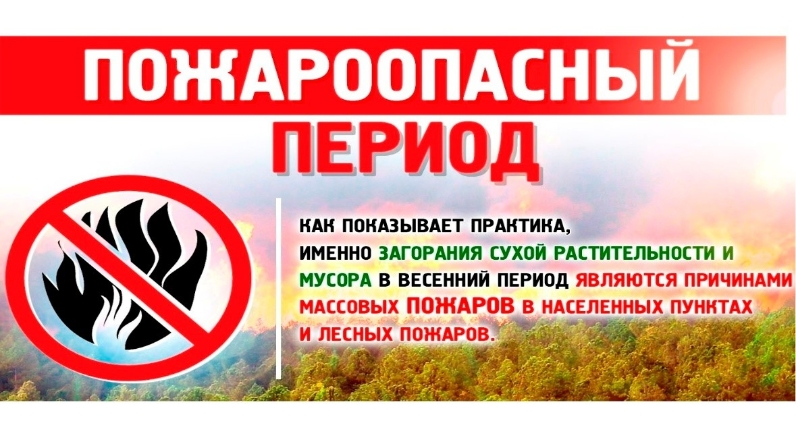 ПОЖАРООПАСНЫЙ
ПЕРИОД
КАК ПОКАЗЫВАЕТ ПРАКТИКА,
ИМЕННО ЗАГОРАНИЯ СУХОЙ РАСТИТЕЛЬНОСТИ И
МУСОРА В ВЕСЕННИЙ ПЕРИОД ЯВЛЯЮТСЯ ПРИЧИНАМИ
МАССОВЫХ ПОЖАРОВ В НАСЕЛЕННЫХ ПУНКТАХ
И ЛЕСНЫХ ПОЖАРОВ.